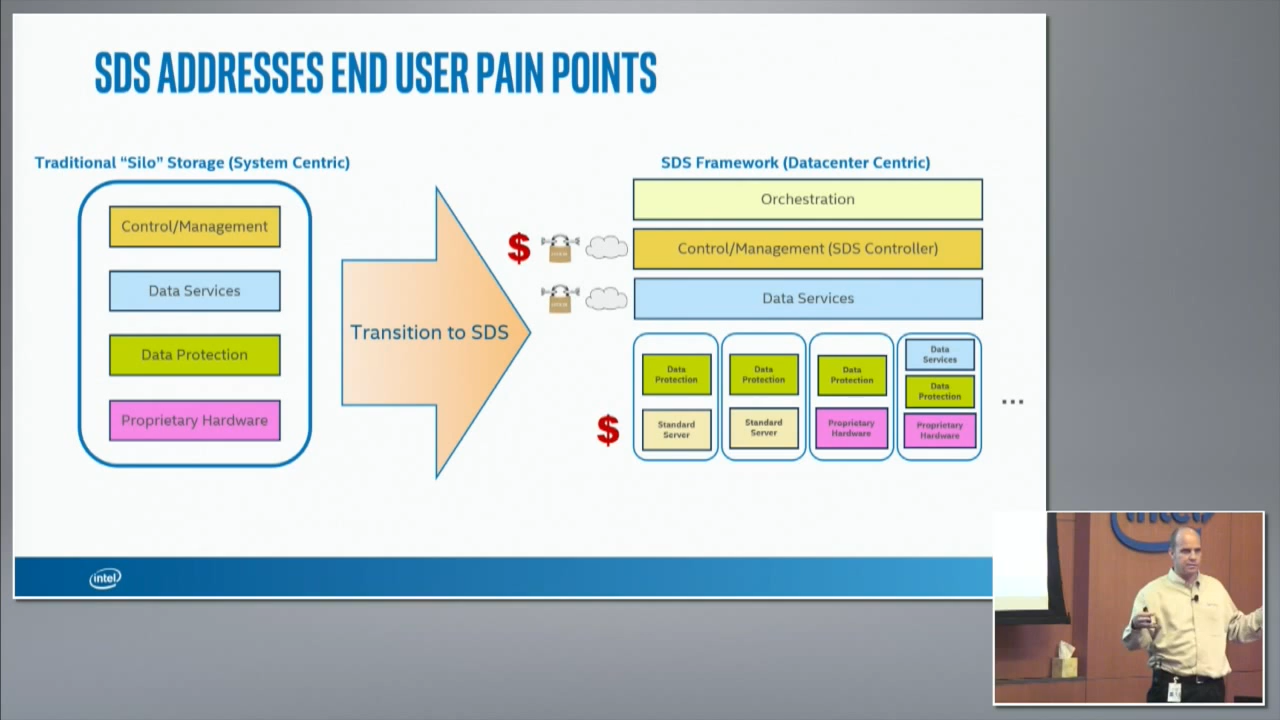 SDS ADDRESSES END USER PAIN POINTS
Traditional “Silo” Storage (System Centric)
Control/Management
Data Services
Data Protection
Proprietary Hardware
Transition to SDS
SDS Framework (Datacenter Centric)
Orchestration
$
Control/Management (SDS Controller)
Data Services
Data
Protection
Standard
Server
Data
Protection
Standard
Server
Data
Protection
Proprietary
Hardware
Data
Services
Data
Protection
Proprietary
Hardware
...
$
intel
intel